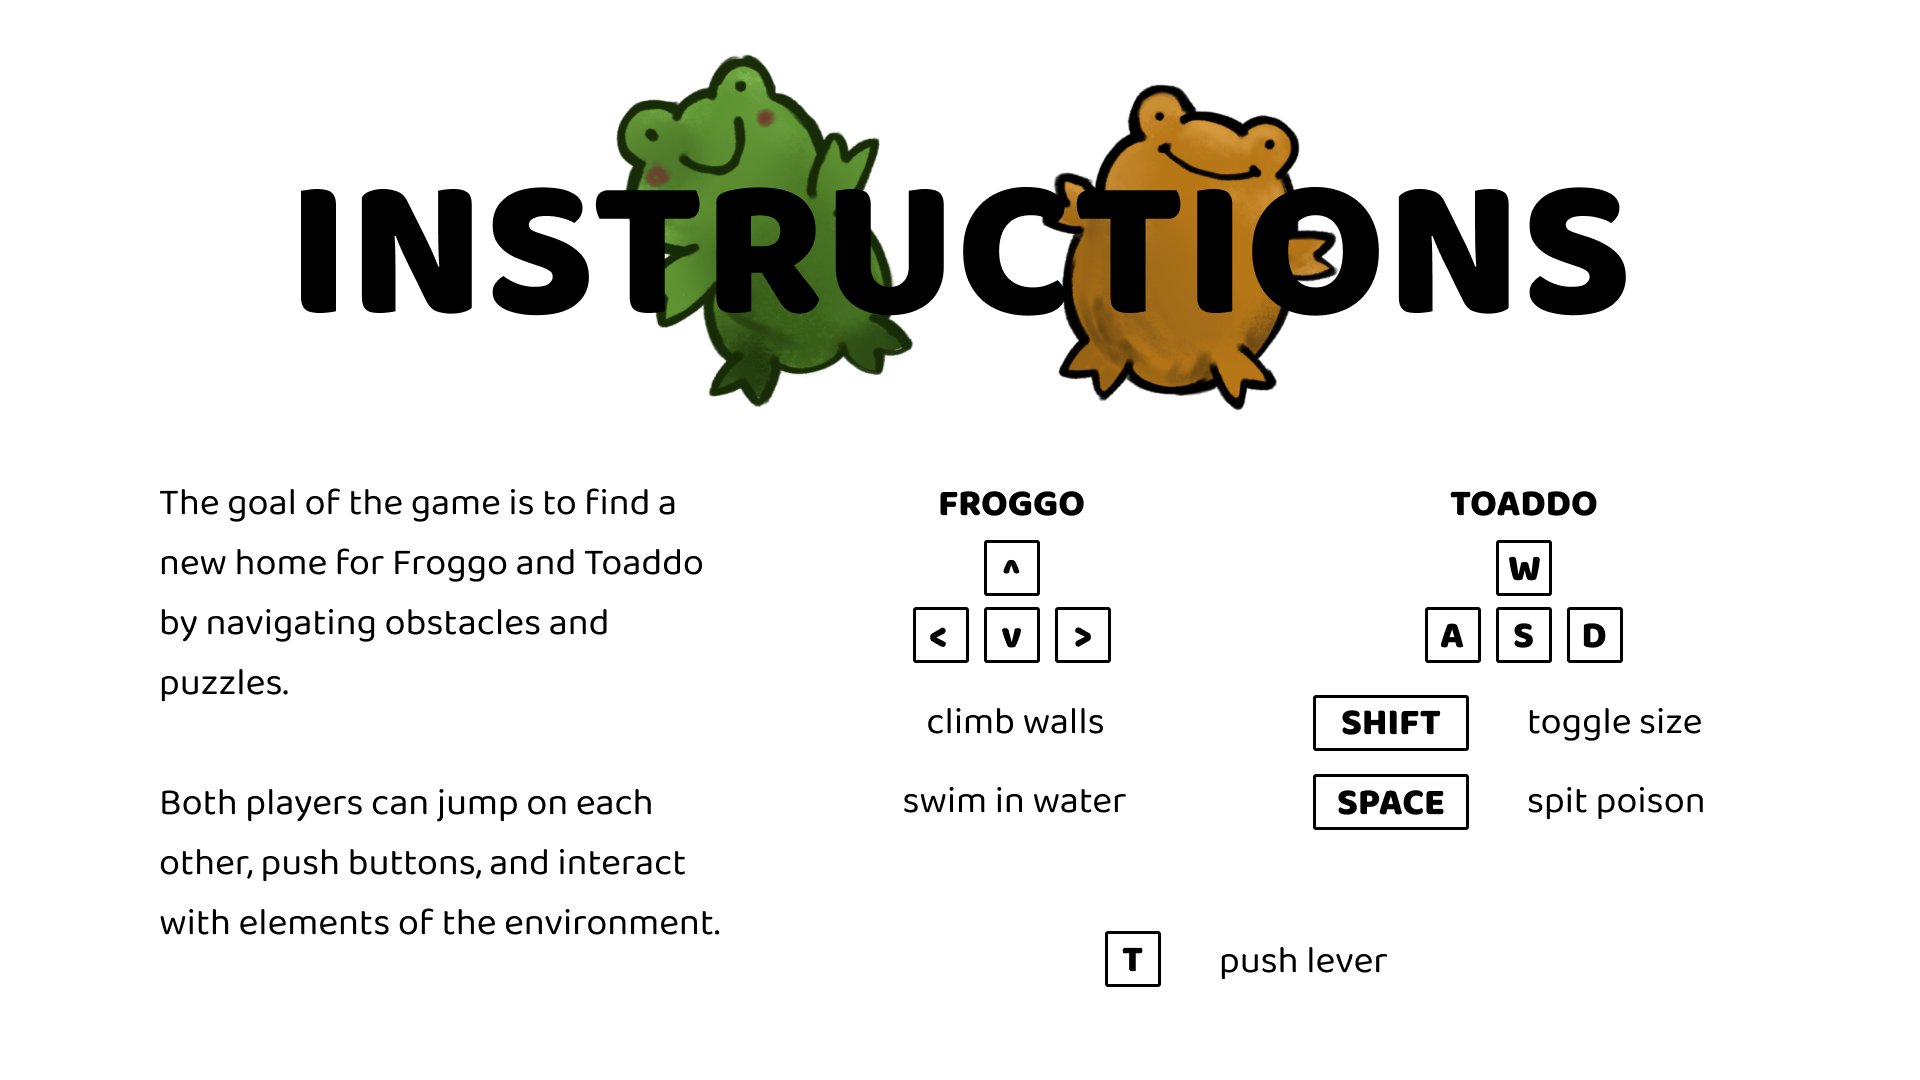 INSTRUCTIONS
The goal of the game is to find a
new home for Froggo and Toaddo
by navigating obstacles and
puzzles.
Both players can jump on each
other, push buttons, and interact
with elements of the environment.
FROGGO
^
< v >
climb walls
swim in water
TOADDO
W
A S D
SHIFT toggle size
SPACE spit poison
T push lever